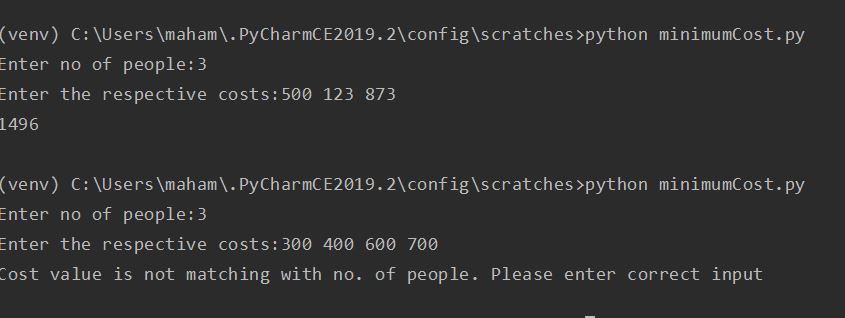 (venv) C:\Users\maham\.PyCharmCE2019.2\config\scratches>python minimumCost.py
Enter no of people:3
Enter the respective costs:500 123 873
1496
(venv) C:\Users\maham\.PyCharmCE2019.2\config\scratches>python minimumCost.py
Enter no of people:3
Enter the respective costs:300 400 600 700
Cost value is not matching with no. of people. Please enter correct input